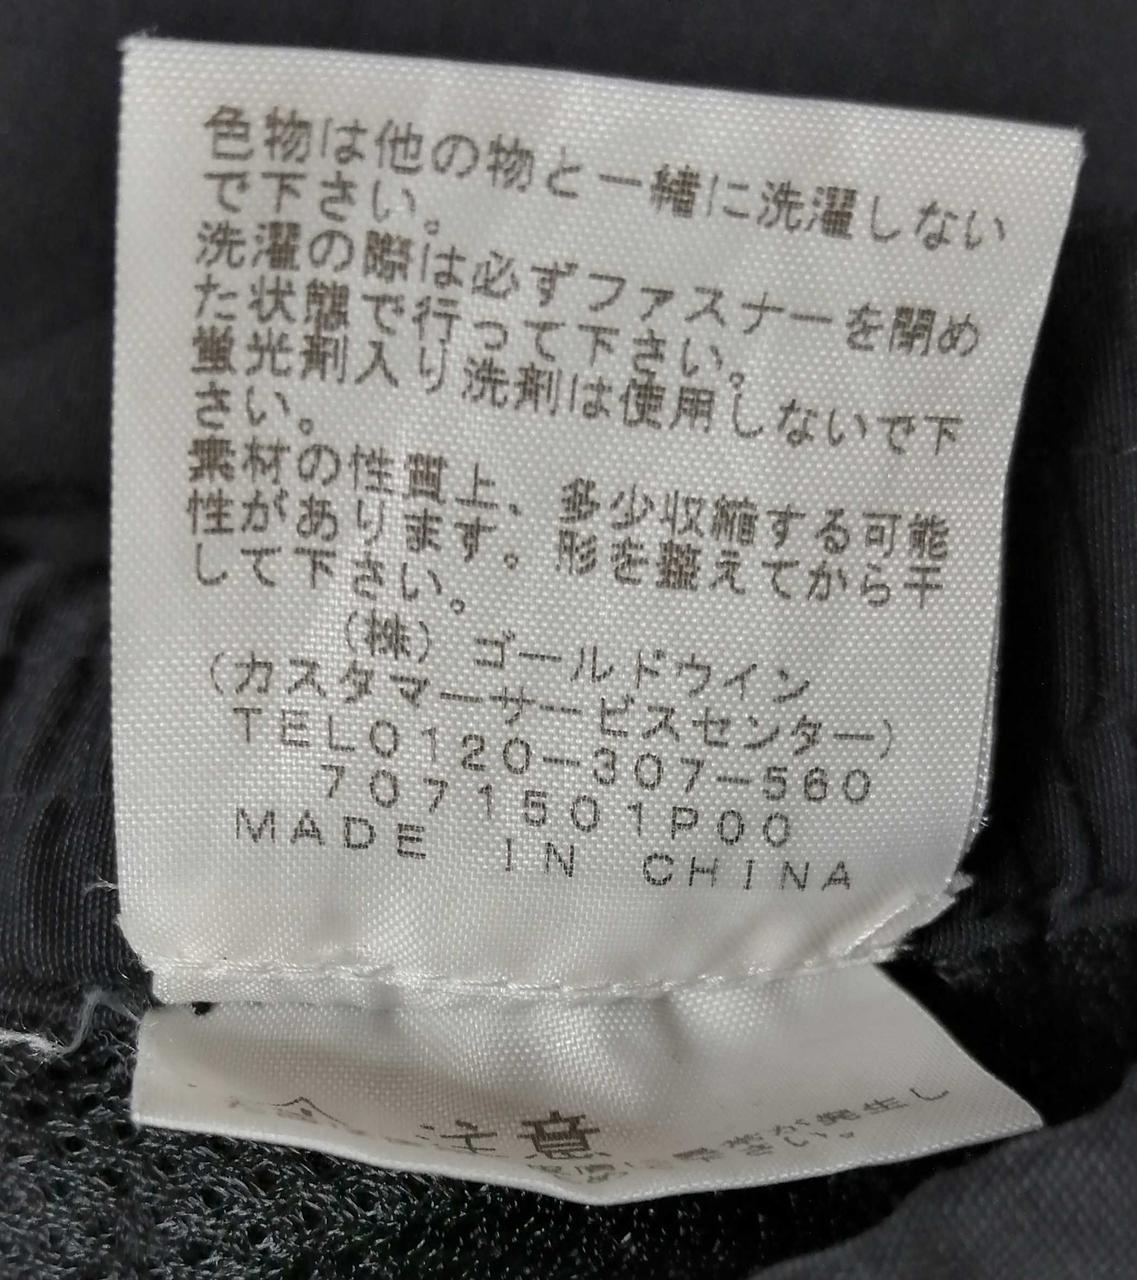 色物は他の物と一緒に洗濯しない
で下さい。
洗濯の際は必ずファスナーを閉め
た状態で行って下さい。
蛍光剤入り洗剤は使用しないで下
さい。
素材の性質上、多少収縮する可能
性があります。形を整えてから干
して下さい。
（株）ゴールドウイン
（カスタマーサービスセンター）
TEL0120-307-560
7071501P00
MADE IN CHINA
注意
が発生し